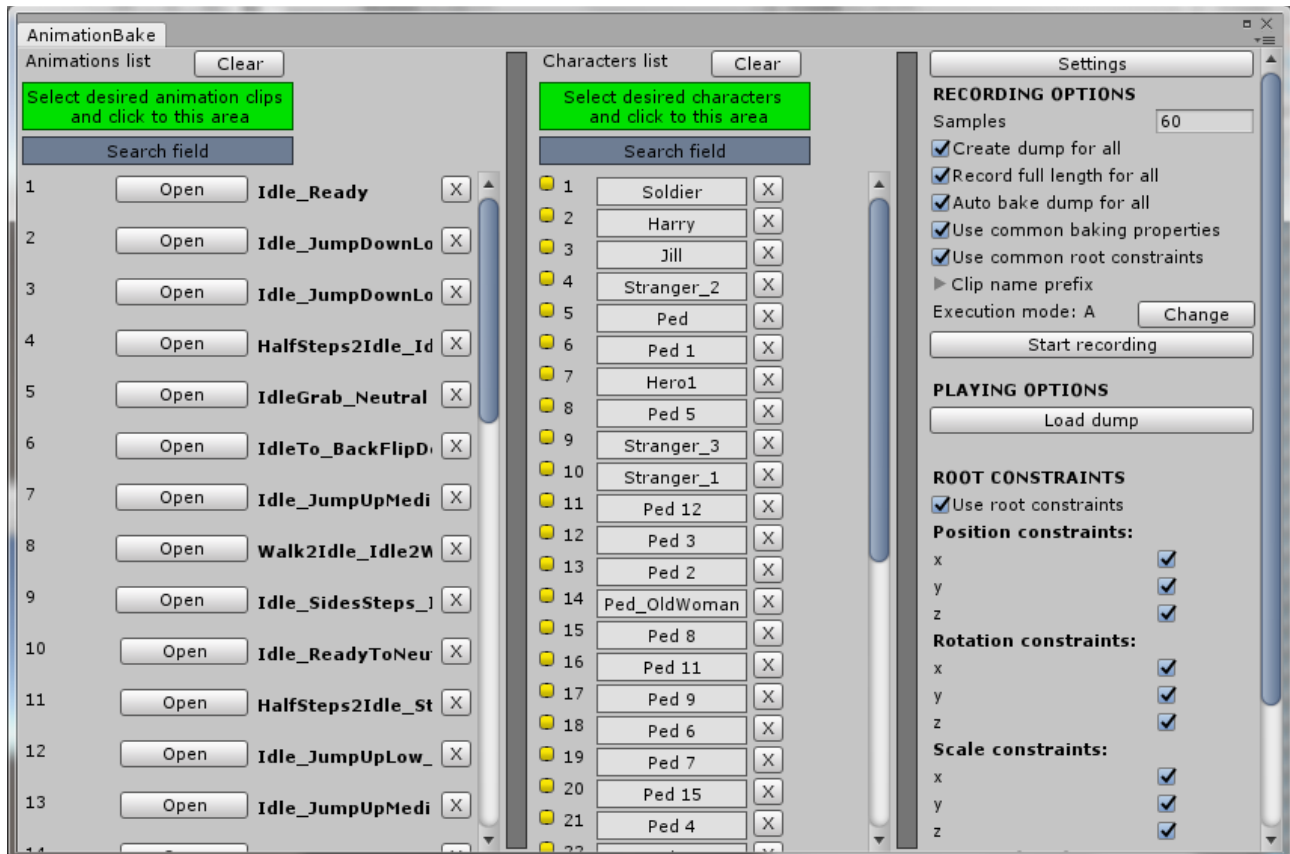 AnimationBake
Animations list Clear
Select desired animation clips
and click to this area
Search field
1 Open Idle_Ready X
2 Open Idle_JumpDownLo X
3 Open Idle_JumpDownLo X
4 Open HalfSteps2Idle_Id X
5 Open IdleGrab_Neutral X
6 Open IdleTo_BackFlipD X
7 Open Idle_JumpUpMedi X
8 Open Walk2Idle_Idle2W X
9 Open Idle_SidesSteps_I X
10 Open Idle_ReadyToNeu X
11 Open HalfSteps2Idle_St X
12 Open Idle_JumpUpLow_ X
13 Open Idle_JumpUpMedi X
14
Characters list Clear
Select desired characters
and click to this area
Search field
1 Soldier X
2 Harry X
3 Jill X
4 Stranger_2 X
5 Ped X
6 Ped 1 X
7 Hero1 X
8 Ped 5 X
9 Stranger_3 X
10 Stranger_1 X
11 Ped 12 X
12 Ped 3 X
13 Ped 2 X
14 Ped_OldWoman X
15 Ped 8 X
16 Ped 11 X
17 Ped 9 X
18 Ped 6 X
19 Ped 7 X
20 Ped 15 X
21 Ped 4 X
22
Settings
RECORDING OPTIONS
Samples 60
Create dump for all
Record full length for all
Auto bake dump for all
Use common baking properties
Use common root constraints
Clip name prefix
Execution mode: A Change
Start recording
PLAYING OPTIONS
Load dump
ROOT CONSTRAINTS
Use root constraints
Position constraints:
x
y
z
Rotation constraints:
x
y
z
Scale constraints:
x
y
z